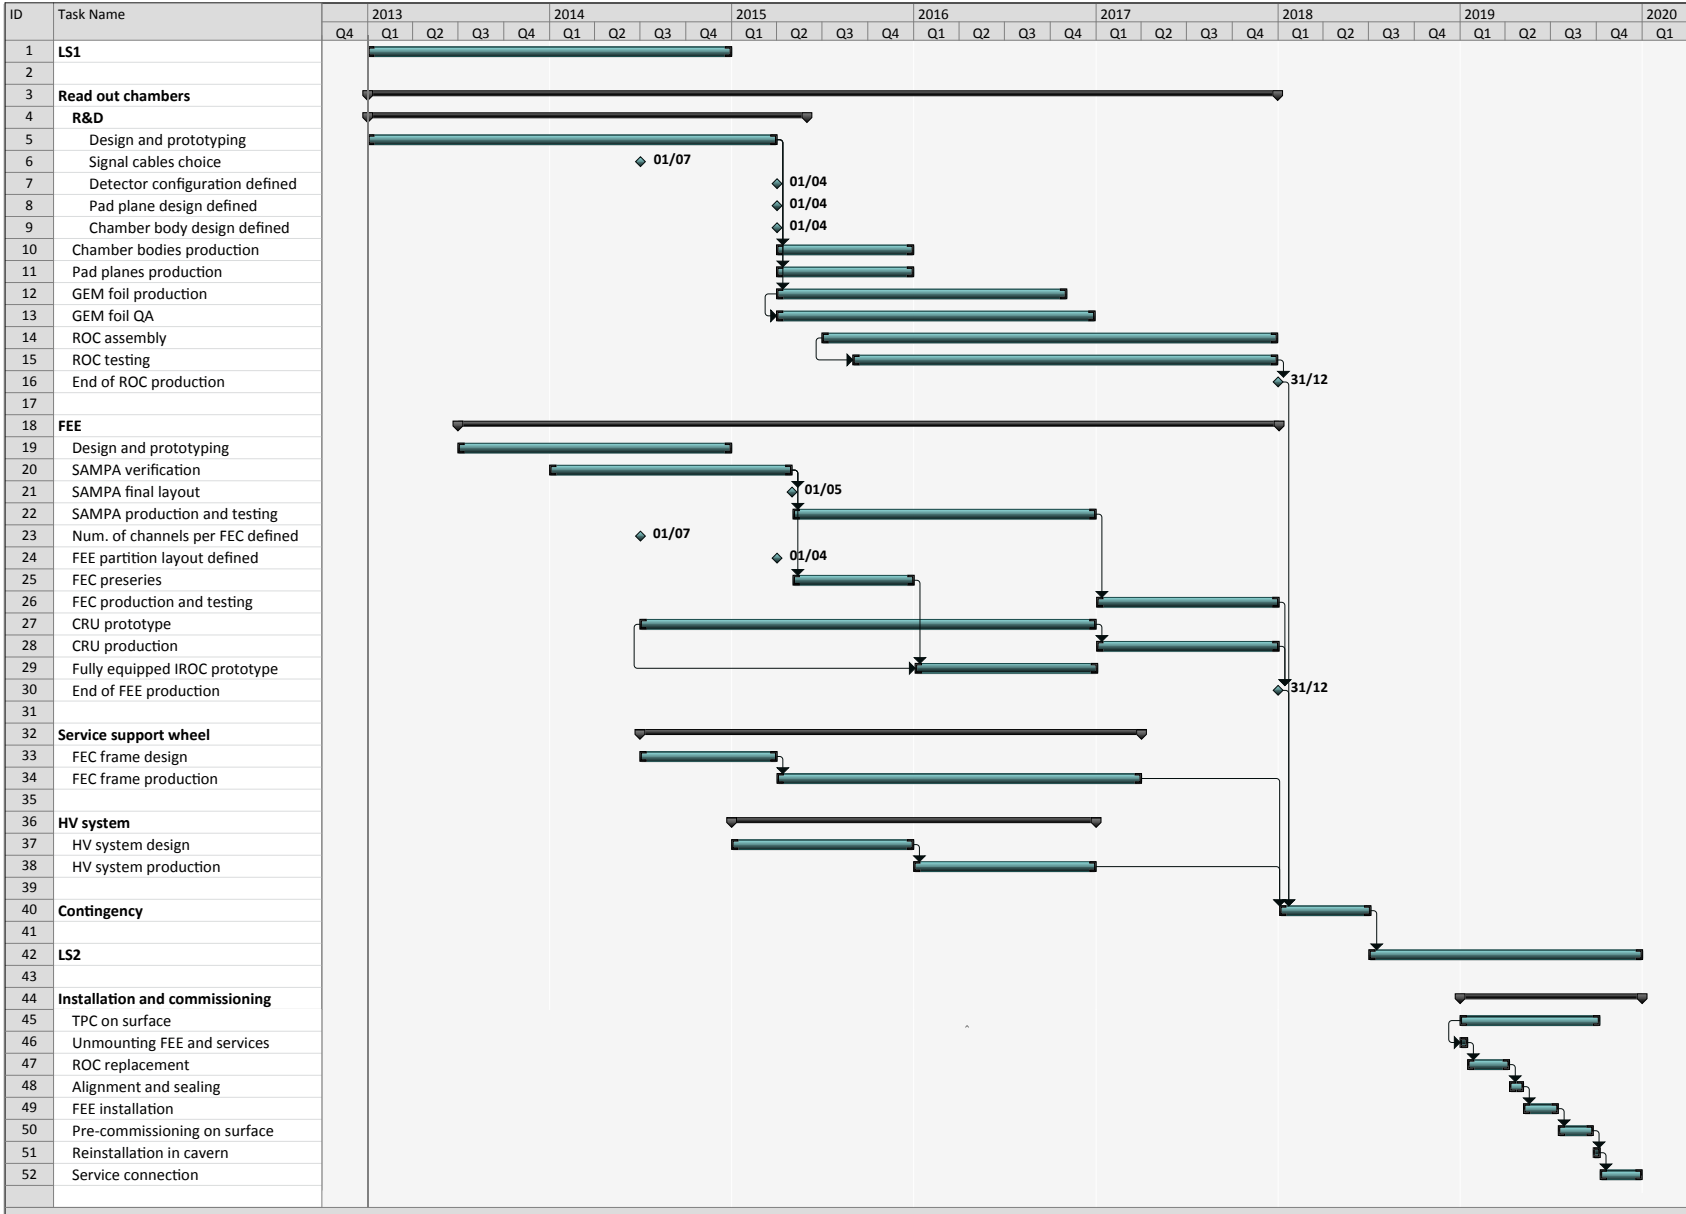 ID Task Name 2013 2014 2015 2016 2017 2018 2019 2020
Q4 Q1 Q2 Q3 Q4 Q1 Q2 Q3 Q4 Q1 Q2 Q3 Q4 Q1 Q2 Q3 Q4 Q1 Q2 Q3 Q4 Q1 Q2 Q3 Q4 Q1 Q2 Q3 Q4 Q1
1 LS1
2
3 Read out chambers
4 R&D
5 Design and prototyping
6 Signal cables choice 01/07
7 Detector configuration defined 01/04
8 Pad plane design defined 01/04
9 Chamber body design defined 01/04
10 Chamber bodies production
11 Pad planes production
12 GEM foil production
13 GEM foil QA
14 ROC assembly
15 ROC testing
16 End of ROC production 31/12
17
18 FEE
19 Design and prototyping
20 SAMPA verification
21 SAMPA final layout 01/05
22 SAMPA production and testing
23 Num. of channels per FEC defined 01/07
24 FEE partition layout defined 01/04
25 FEC preseries
26 FEC production and testing
27 CRU prototype
28 CRU production
29 Fully equipped IROC prototype
30 End of FEE production 31/12
31
32 Service support wheel
33 FEC frame design
34 FEC frame production
35
36 HV system
37 HV system design
38 HV system production
39
40 Contingency
41
42 LS2
43
44 Installation and commissioning
45 TPC on surface
46 Unmounting FEE and services
47 ROC replacement
48 Alignment and sealing
49 FEE installation
50 Pre-commissioning on surface
51 Reinstallation in cavern
52 Service connection